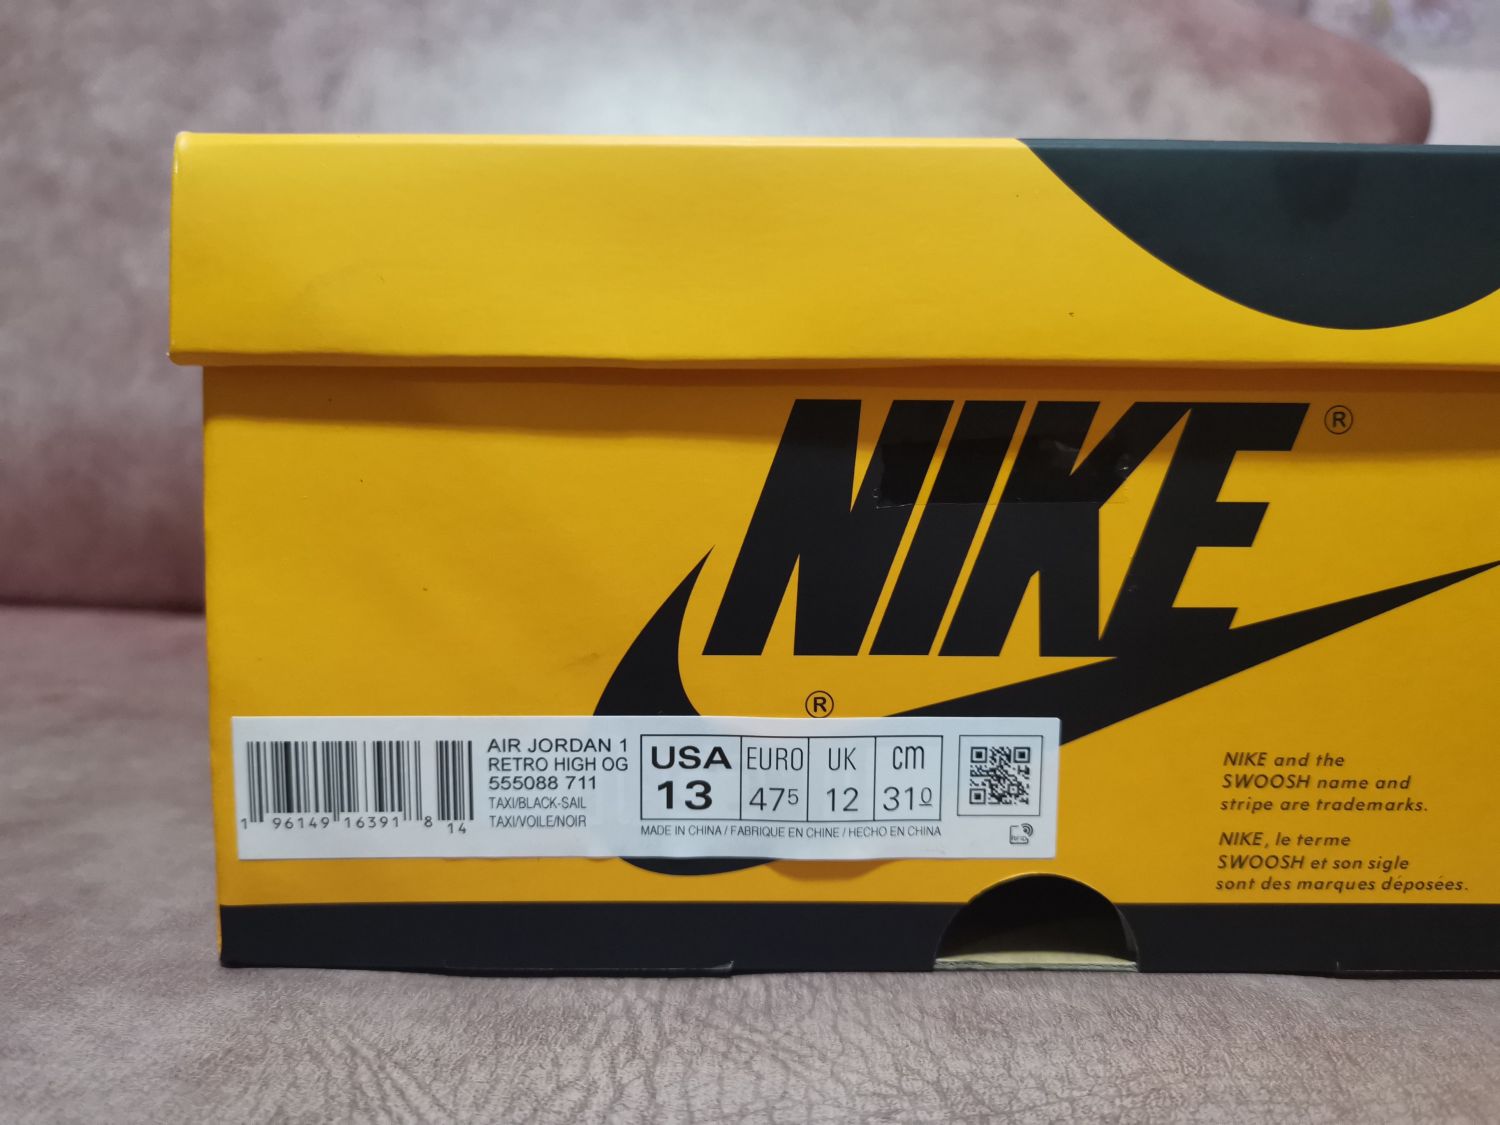 NIKE ®
®
AIR JORDAN 1
RETRO HIGH OG
555088 711
TAXI/BLACK-SAIL
TAXI/VOILE/NOIR
USA 13
EURO 47 5
UK 12
cm 31 0
MADE IN CHINA / FABRIQUE EN CHINE / HECHO EN CHINA
1 96149 16391 8 14
RFID
NIKE and the
SWOOSH name and
stripe are trademarks.
NIKE, le terme
SWOOSH et son sigle
sont des marques déposées.